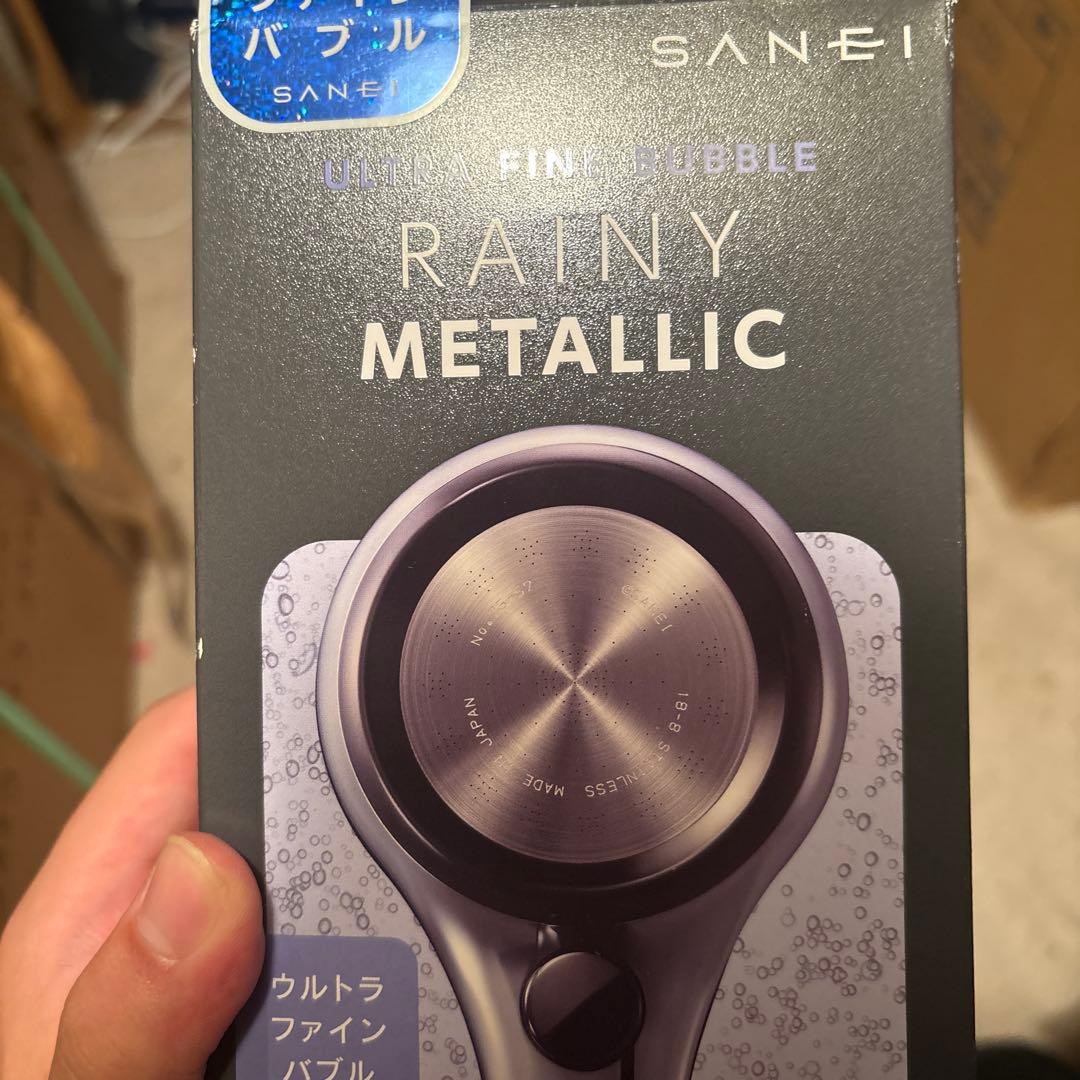 バブル
SANEI
SANEI
ULTRA FINE BUBBLE
RAINY
METALLIC
@SANEI
18-8 STAINLESS MADE IN JAPAN
ウルトラ
ファイン
バブル